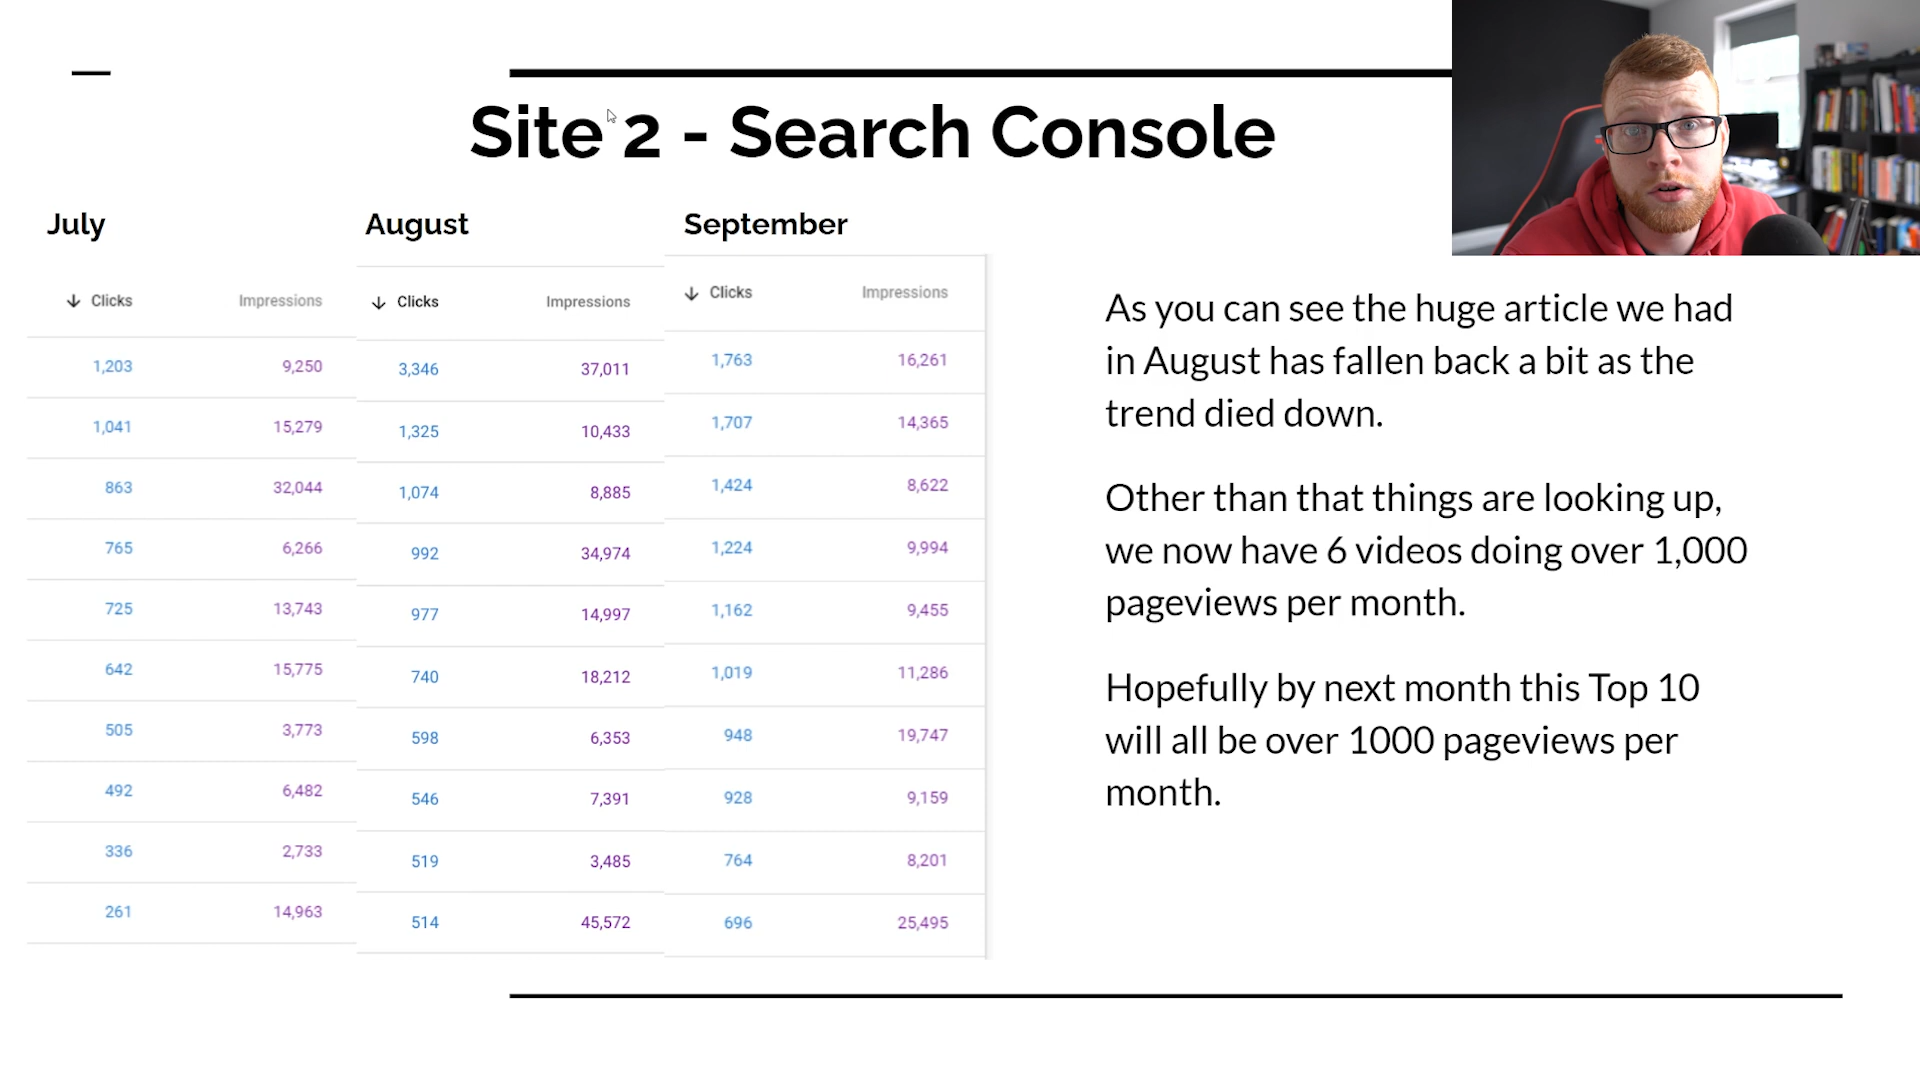 Site 2 - Search Console
July
Clicks Impressions
1,203 9,250
1,041 15,279
863 32,044
765 6,266
725 13,743
642 15,775
505 3,773
492 6,482
336 2,733
261 14,963
August
Clicks Impressions
3,346 37,011
1,325 10,433
1,074 8,885
992 34,974
977 14,997
740 18,212
598 6,353
546 7,391
519 3,485
514 45,572
September
Clicks Impressions
1,763 16,261
1,707 14,365
1,424 8,622
1,224 9,994
1,162 9,455
1,019 11,286
948 19,747
928 9,159
764 8,201
696 25,495
As you can see the huge article we had
in August has fallen back a bit as the
trend died down.
Other than that things are looking up,
we now have 6 videos doing over 1,000
pageviews per month.
Hopefully by next month this Top 10
will all be over 1000 pageviews per
month.